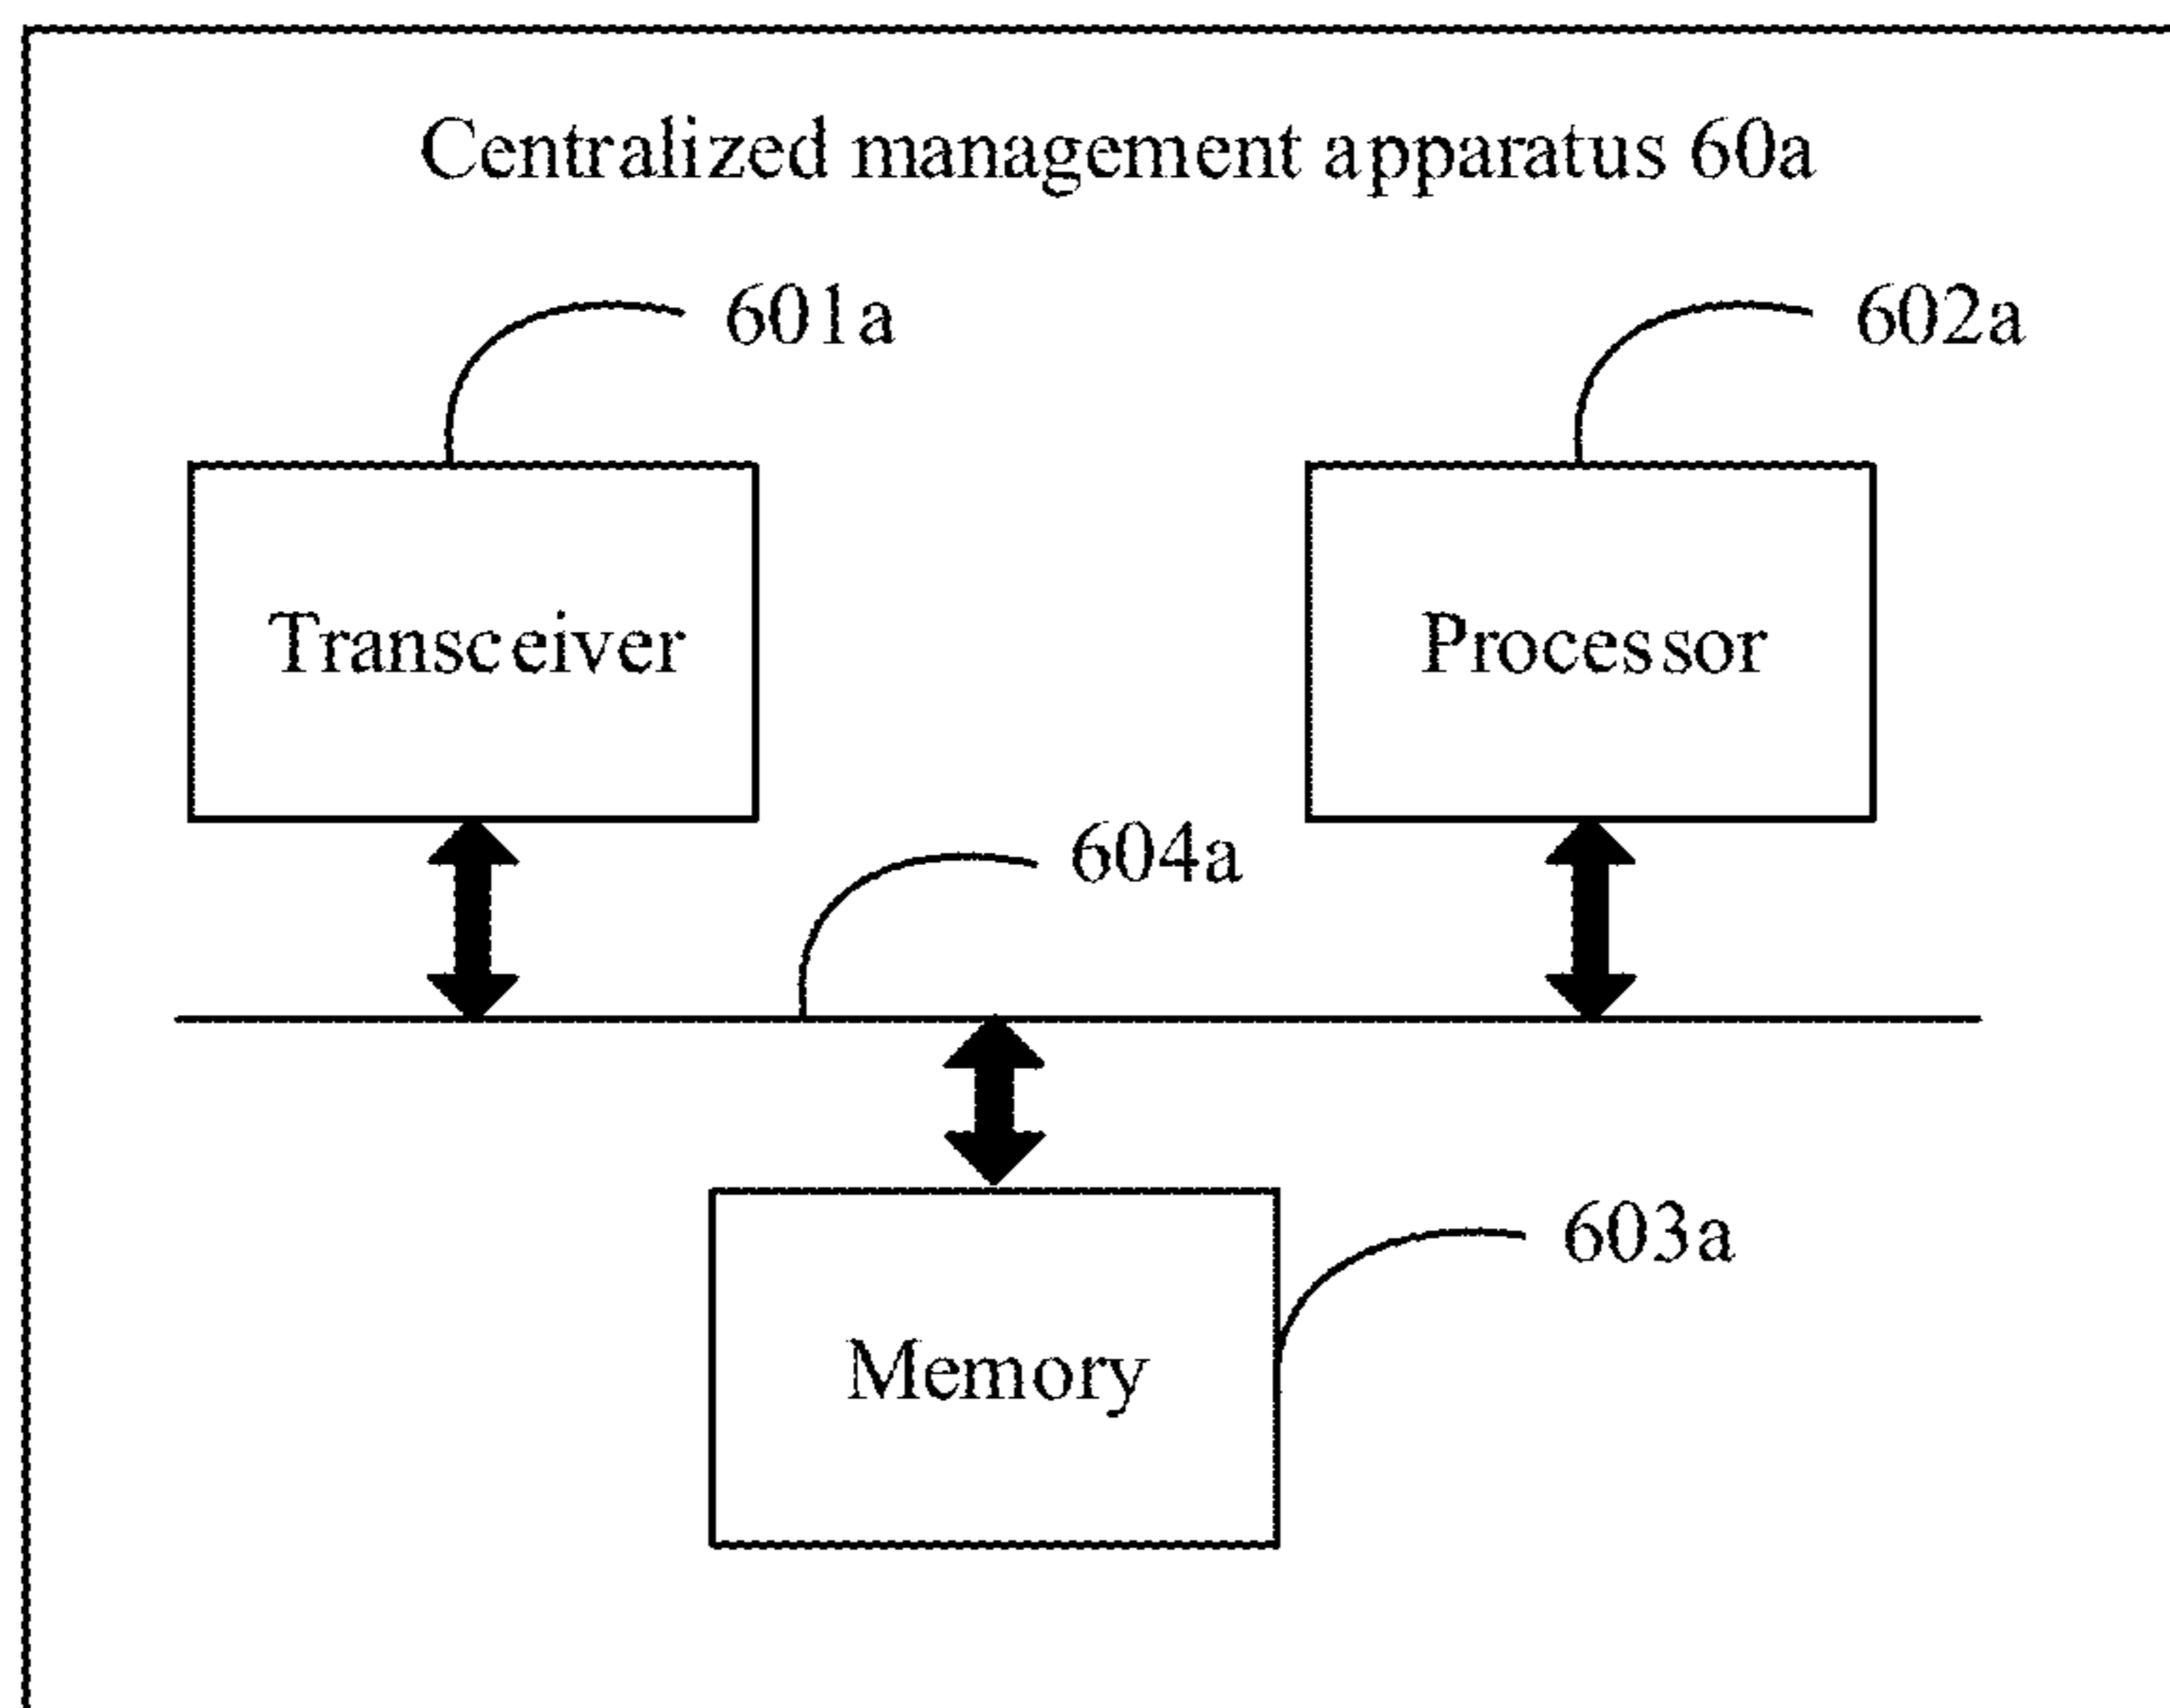 Centralized management apparatus 60a
601a
602a
Transceiver
Processor
604a
603a
Memory